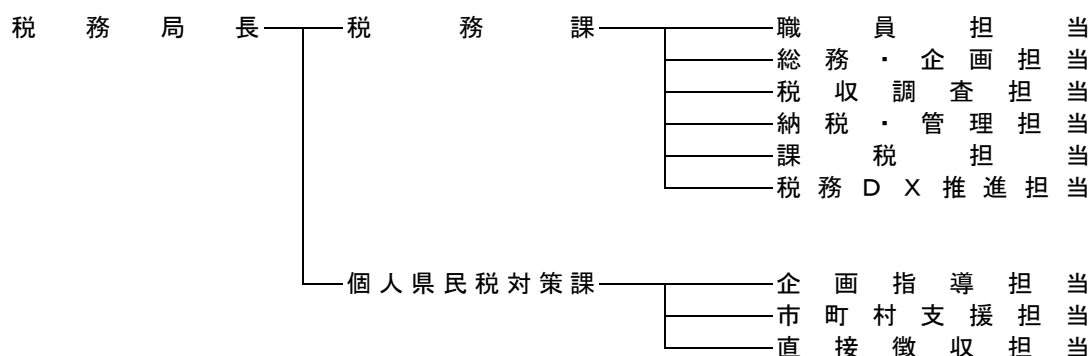 税務局長 税務課 職員担当
総務・企画担当
税収調査担当
納税・管理担当
課税担当
税務DX推進担当
個人県民税対策課 企画指導担当
市町村支援担当
直接徴収担当